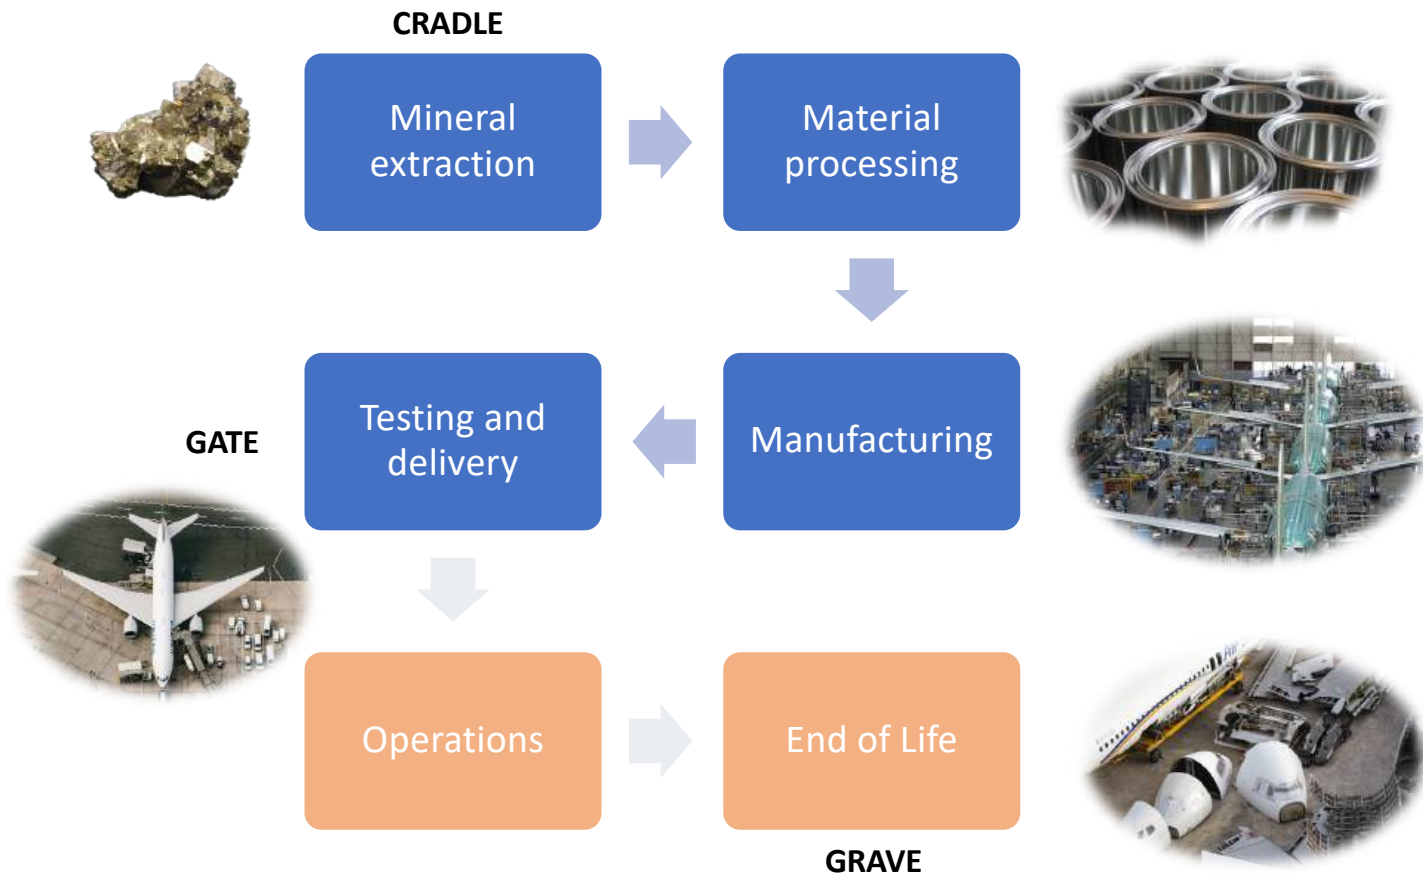 CRADLE
Mineral
extraction
Material
processing
GATE
Testing and
delivery
Manufacturing
Operations
End of Life
GRAVE